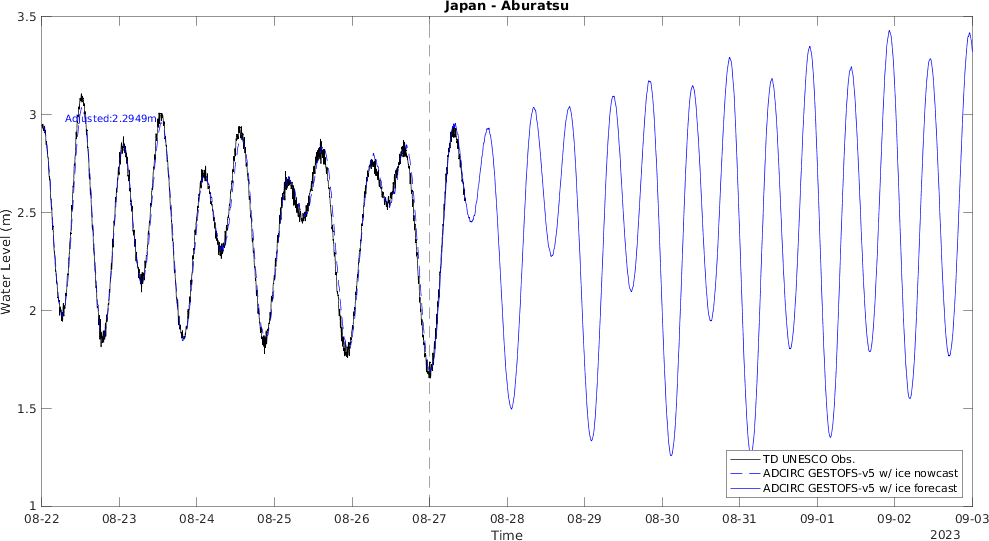 Japan - Aburatsu
3.5
3
2.5
2
1.5
1
Water Level (m)
Adjusted:2.2949m
TD UNESCO Obs.
ADCIRC GESTOFS-v5 w/ ice nowcast
ADCIRC GESTOFS-v5 w/ ice forecast
08-22 08-23 08-24 08-25 08-26 08-27 08-28 08-29 08-30 08-31 09-01 09-02 09-03
Time
2023